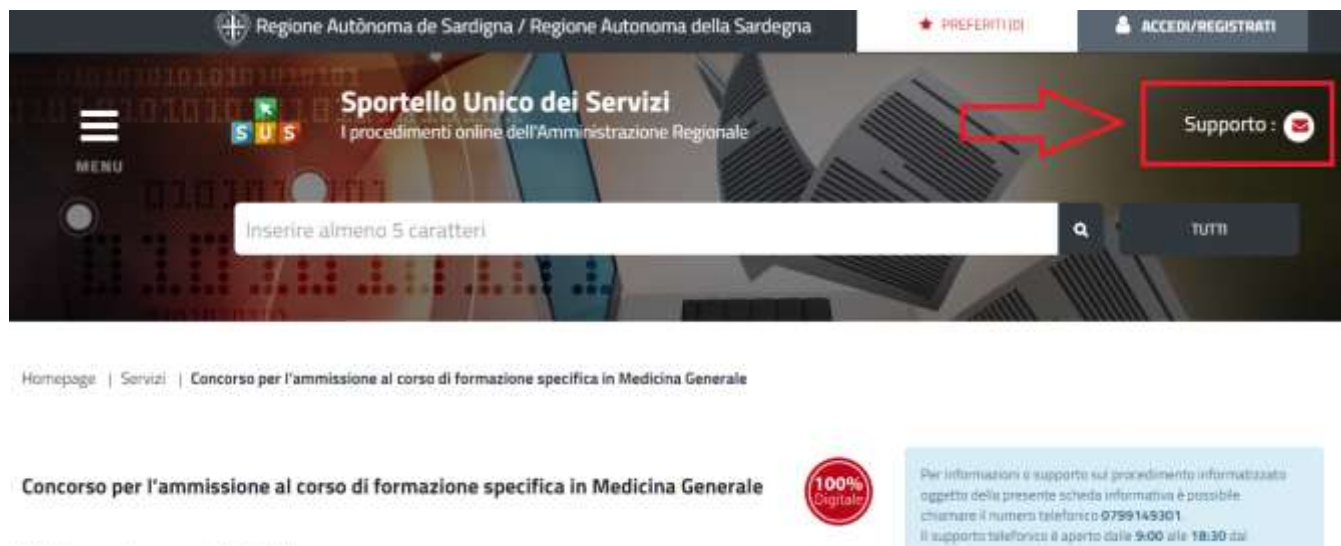 Regione Autònoma de Sardigna / Regione Autonoma della Sardegna
PREFERITI (0)
ACCEDI/REGISTRATI
MENU
SUS
Sportello Unico dei Servizi
I procedimenti online dell'Amministrazione Regionale
Supporto :
Inserire almeno 5 caratteri
TUTTI
Homepage | Servizi | Concorso per l'ammissione al corso di formazione specifica in Medicina Generale
Concorso per l'ammissione al corso di formazione specifica in Medicina Generale
100%
Digitale
Per informazioni o supporto sul procedimento informatizzato
oggetto della presente scheda informativa è possibile
chiamare il numero telefonico 0799149301.
Il supporto telefonico è aperto dalle 9:00 alle 18:30 dal